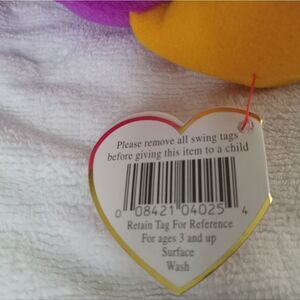 Please remove all swing tags
before giving this item to a child
0 08421 04025 4
Retain Tag For Reference
For ages 3 and up
Surface
Wash